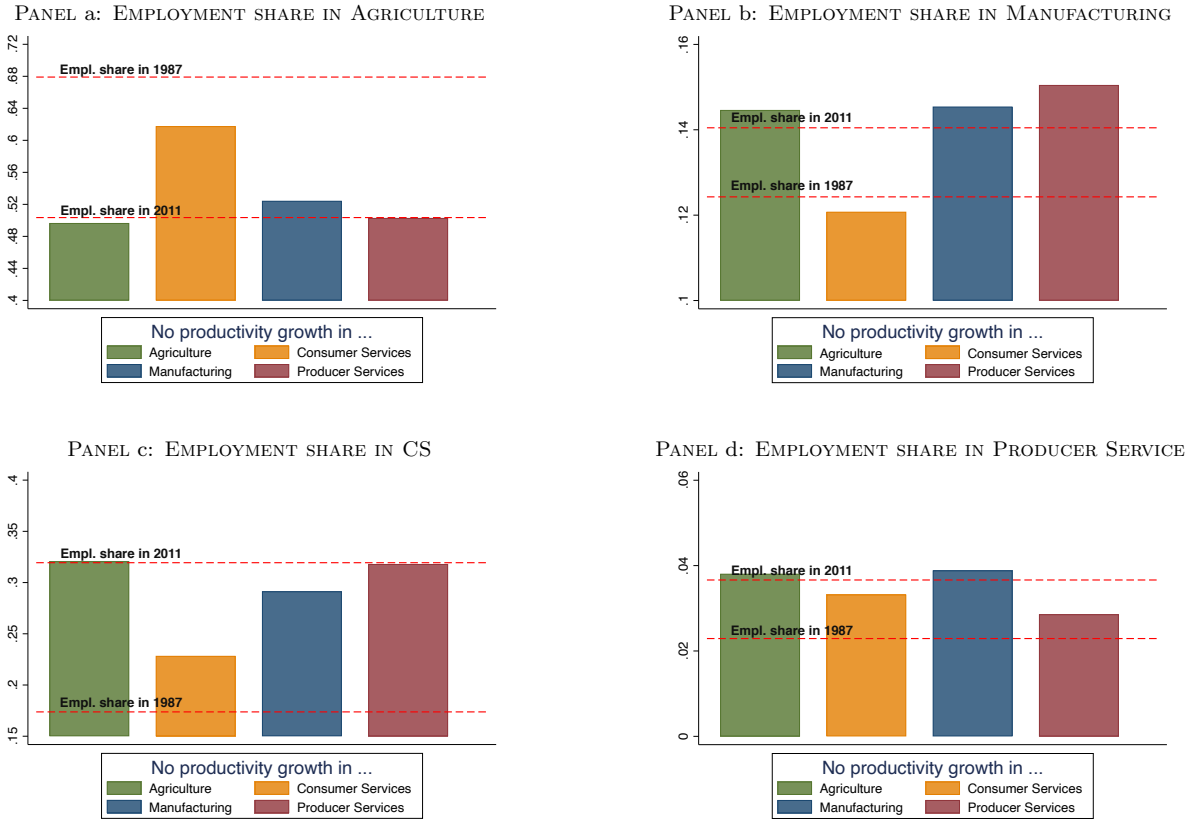 PANEL a: EMPLOYMENT SHARE IN AGRICULTURE
.72
.68
.64
.6
.56
.52
.48
.44
.4
Empl. share in 1987
Empl. share in 2011
No productivity growth in ...
Agriculture
Consumer Services
Manufacturing
Producer Services
PANEL b: EMPLOYMENT SHARE IN MANUFACTURING
.16
.14
.12
.1
Empl. share in 2011
Empl. share in 1987
No productivity growth in ...
Agriculture
Consumer Services
Manufacturing
Producer Services
PANEL c: EMPLOYMENT SHARE IN CS
.4
.35
.3
.25
.2
.15
Empl. share in 2011
Empl. share in 1987
No productivity growth in ...
Agriculture
Consumer Services
Manufacturing
Producer Services
PANEL d: EMPLOYMENT SHARE IN PRODUCER SERVICE
.06
.04
.02
0
Empl. share in 2011
Empl. share in 1987
No productivity growth in ...
Agriculture
Consumer Services
Manufacturing
Producer Services